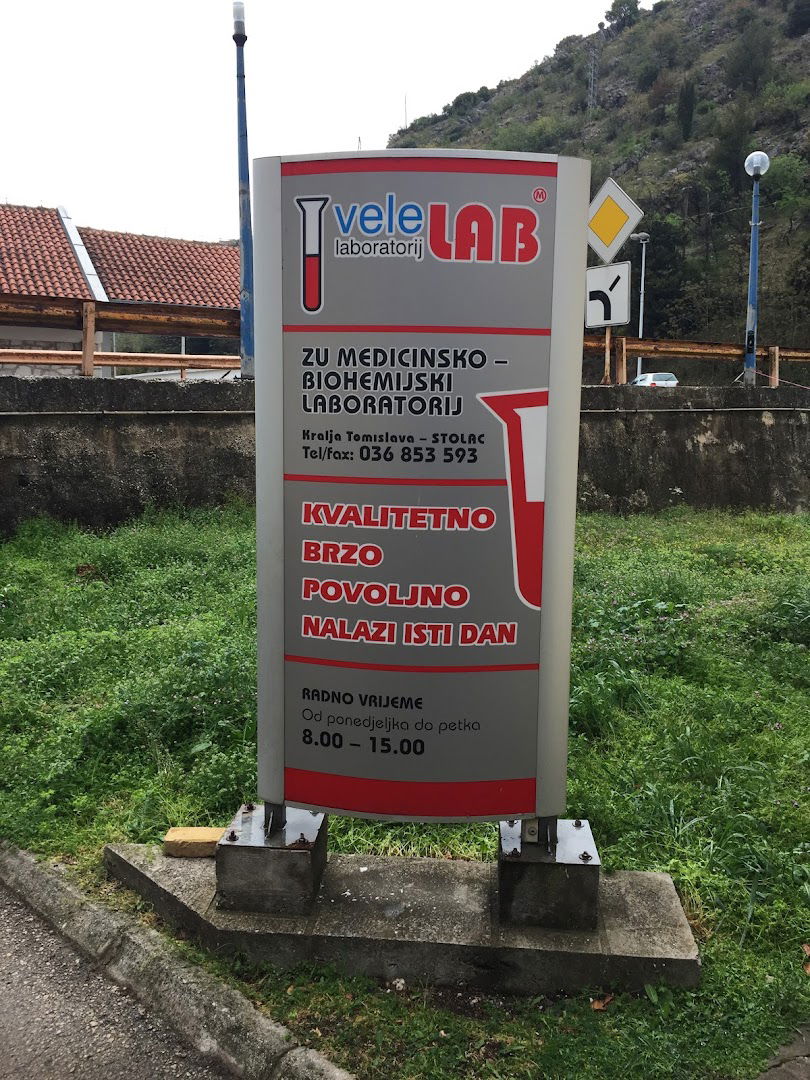 vele LAB M
laboratorij
ZU MEDICINSKO –
BIOHEMIJSKI
LABORATORIJ
Kralja Tomislava – STOLAC
Tel/fax: 036 853 593
KVALITETNO
BRZO
POVOLJNO
NALAZI ISTI DAN
RADNO VRIJEME
Od ponedjeljka do petka
8.00 – 15.00